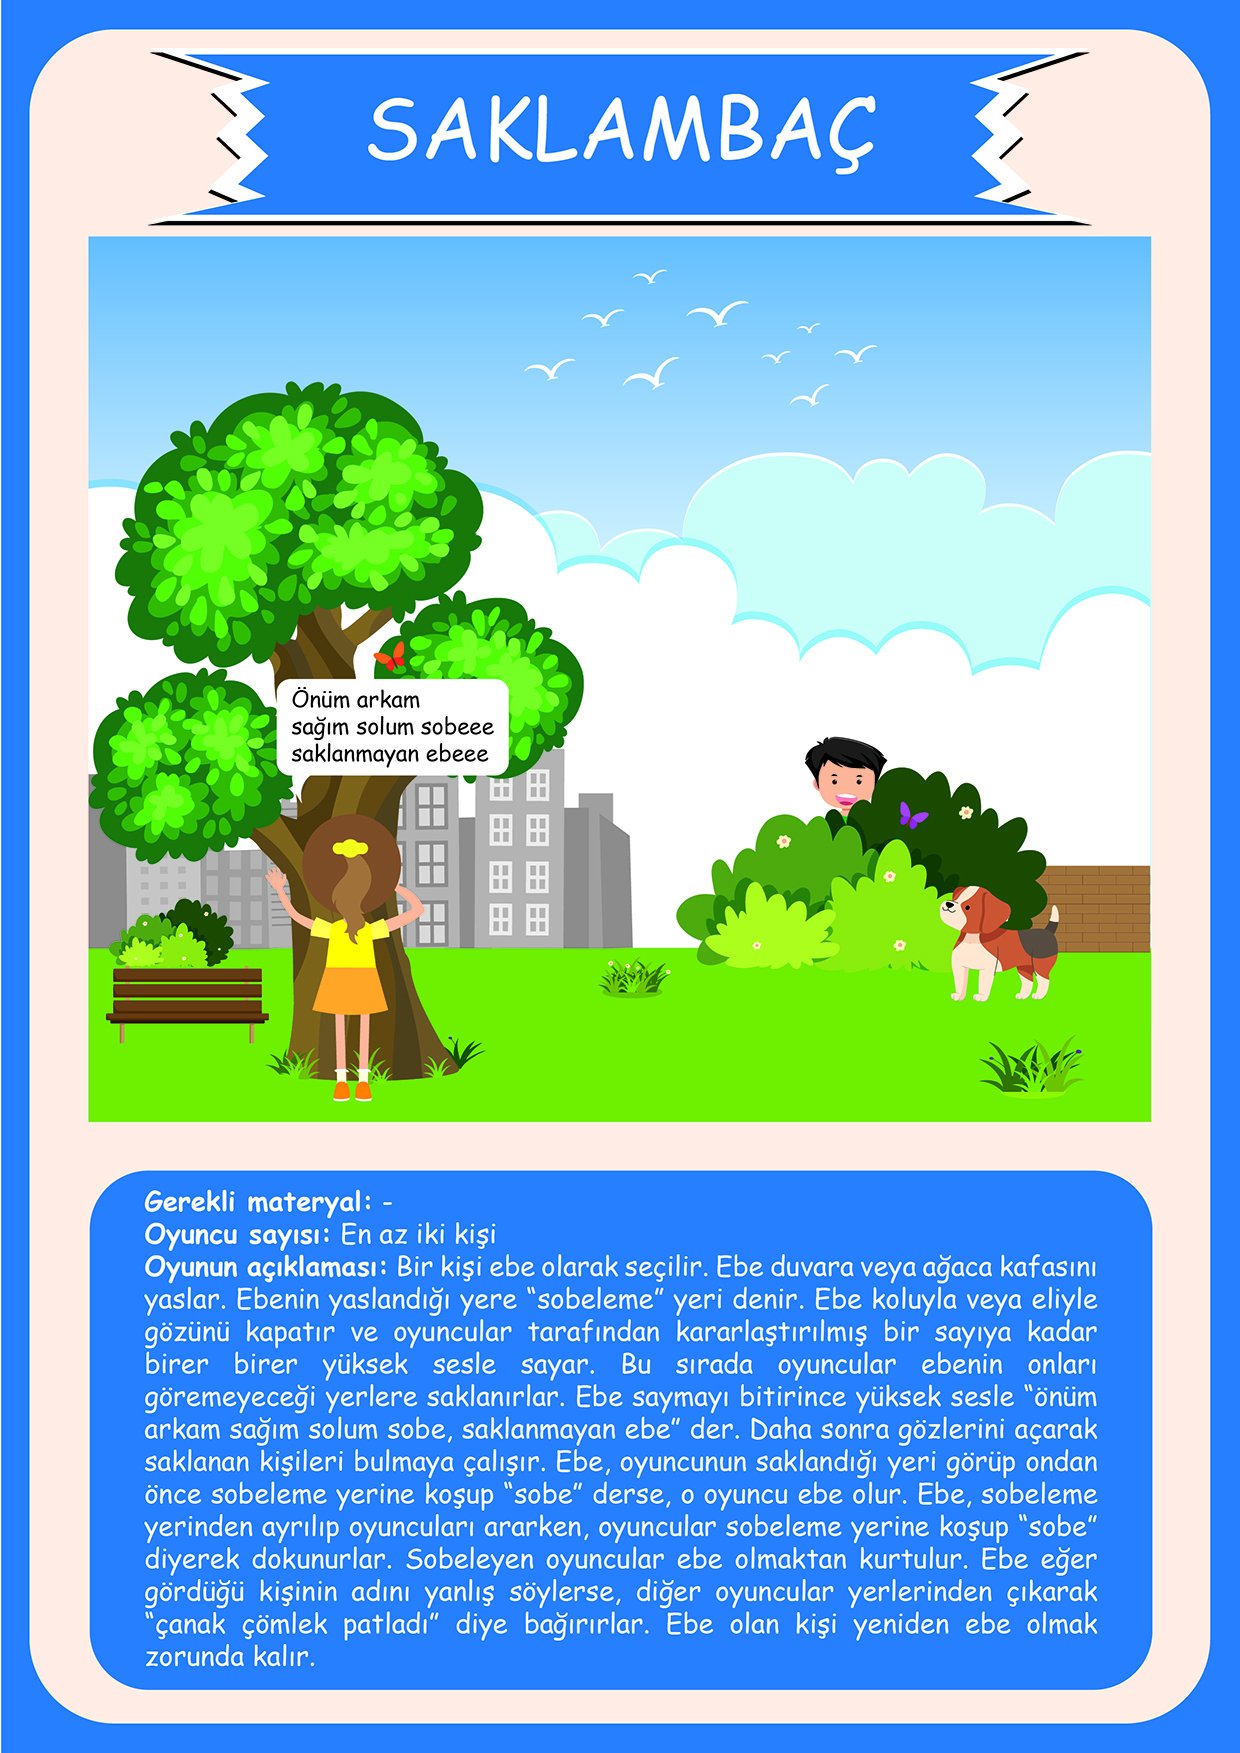 SAKLAMBAÇ
Önüm arkam
sağım solum sobeee
saklanmayan ebeee
Gerekli materyal: -
Oyuncu sayısı: En az iki kişi
Oyunun açıklaması: Bir kişi ebe olarak seçilir. Ebe duvara veya ağaca kafasını
yaslar. Ebenin yaslandığı yere “sobeleme” yeri denir. Ebe koluyla veya eliyle
gözünü kapatır ve oyuncular tarafından kararlaştırılmış bir sayıya kadar
birer birer yüksek sesle sayar. Bu sırada oyuncular ebenin onları
göremeyeceği yerlere saklanırlar. Ebe saymayı bitirince yüksek sesle “önüm
arkam sağım solum sobe, saklanmayan ebe” der. Daha sonra gözlerini açarak
saklanan kişileri bulmaya çalışır. Ebe, oyuncunun saklandığı yeri görüp ondan
önce sobeleme yerine koşup “sobe” derse, o oyuncu ebe olur. Ebe, sobeleme
yerinden ayrılıp oyuncuları ararken, oyuncular sobeleme yerine koşup “sobe”
diyerek dokunurlar. Sobeleyen oyuncular ebe olmaktan kurtulur. Ebe eğer
gördüğü kişinin adını yanlış söylerse, diğer oyuncular yerlerinden çıkarak
“çanak çömlek patladı” diye bağırırlar. Ebe olan kişi yeniden ebe olmak
zorunda kalır.